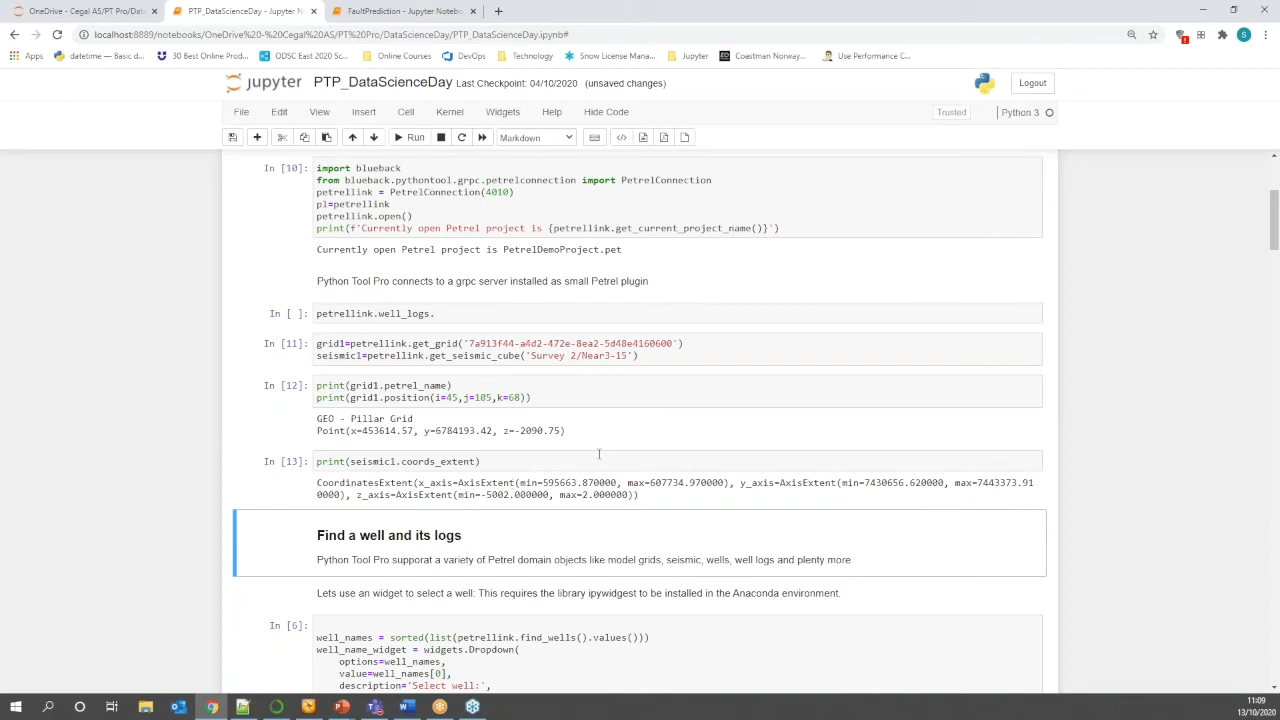 OneDrive - Cegal AS/PT Pro/Data
PTP_DataScienceDay - Jupyter N
FaultPrediction - Jupyter Notebo
localhost:8889/notebooks/OneDrive%20-%20Cegal%20AS/PT%20Pro/DataScienceDay/PTP_DataScienceDay.ipynb#
Apps datetime — Basic d... 30 Best Online Prod... ODSC East 2020 Sc... Online Courses DevOps Technology Snow License Mana... Jupyter Coastman Norway... Use Performance C...
jupyter PTP_DataScienceDay Last Checkpoint: 04/10/2020 (unsaved changes) Logout
File Edit View Insert Cell Kernel Widgets Help Hide Code Trusted Python 3
Run Markdown
In [10]: import blueback
from blueback.pythontool.grpc.petrelconnection import PetrelConnection
petrellink = PetrelConnection(4010)
pl=petrellink
petrellink.open()
print(f'Currently open Petrel project is {petrellink.get_current_project_name()}')
Currently open Petrel project is PetrelDemoProject.pet
Python Tool Pro connects to a grpc server installed as small Petrel plugin
In [ ]: petrellink.well_logs.
In [11]: grid1=petrellink.get_grid('7a913f44-a4d2-472e-8ea2-5d48e4160600')
seismic1=petrellink.get_seismic_cube('Survey 2/Near3-15')
In [12]: print(grid1.petrel_name)
print(grid1.position(i=45,j=105,k=68))
GEO - Pillar Grid
Point(x=453614.57, y=6784193.42, z=-2090.75)
In [13]: print(seismic1.coords_extent)
CoordinatesExtent(x_axis=AxisExtent(min=595663.870000, max=607734.970000), y_axis=AxisExtent(min=7430656.620000, max=7443373.91
0000), z_axis=AxisExtent(min=-5002.000000, max=2.000000))
Find a well and its logs
Python Tool Pro supporat a variety of Petrel domain objects like model grids, seismic, wells, well logs and plenty more
Lets use an widget to select a well: This requires the library ipywidgest to be installed in the Anaconda environment.
In [6]:
well_names = sorted(list(petrellink.find_wells().values()))
well_name_widget = widgets.Dropdown(
options=well_names,
value=well_names[0],
description='Select well:',
11:09
13/10/2020